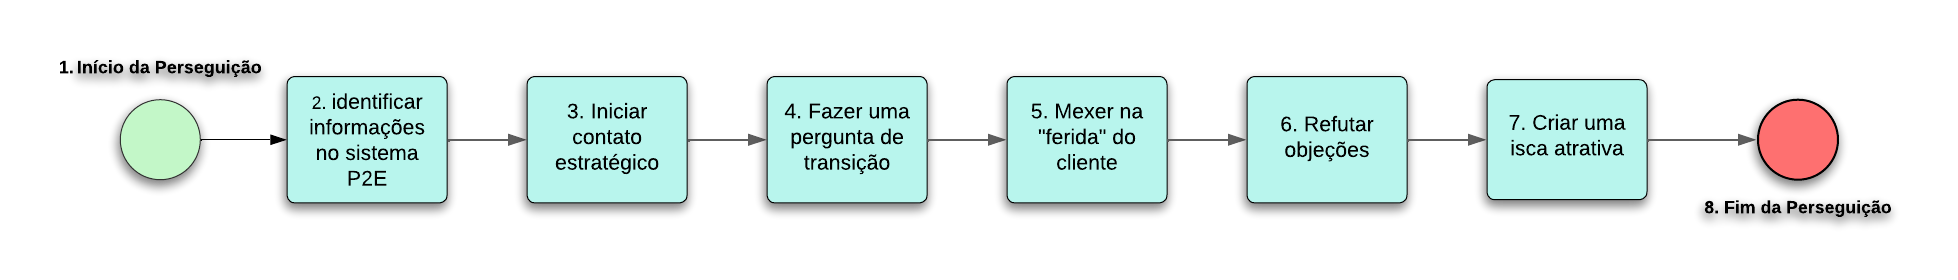 1. Início da Perseguição
2. identificar
informações
no sistema
P2E
3. Iniciar
contato
estratégico
4. Fazer uma
pergunta de
transição
5. Mexer na
"ferida" do
cliente
6. Refutar
objeções
7. Criar uma
isca atrativa
8. Fim da Perseguição